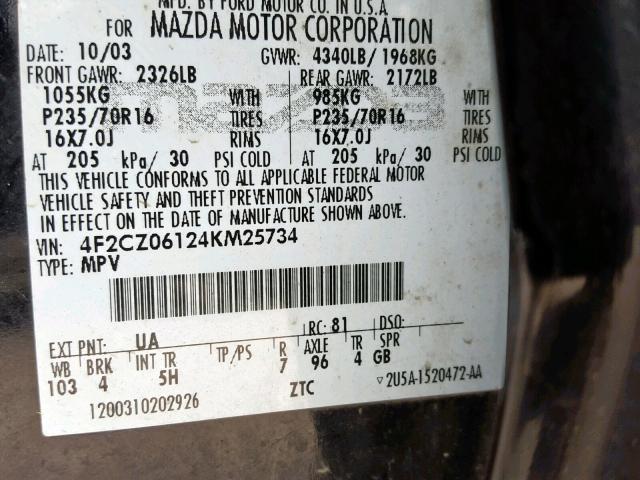 MFD. BY FORD MOTOR CO. IN U.S.A.
FOR MAZDA MOTOR CORPORATION
DATE: 10/03 GVWR: 4340LB/ 1968KG
FRONT GAWR: 2326LB REAR GAWR: 2172LB
1055KG WITH 985KG WITH
P235/70R16 TIRES P235/70R16 TIRES
16X7.0J RIMS 16X7.0J RIMS
AT 205 kPa/ 30 PSI COLD AT 205 kPa/ 30 PSI COLD
THIS VEHICLE CONFORMS TO ALL APPLICABLE FEDERAL MOTOR
VEHICLE SAFETY AND THEFT PREVENTION STANDARDS
IN EFFECT ON THE DATE OF MANUFACTURE SHOWN ABOVE.
VIN: 4F2CZ06124KM25734
TYPE: MPV
EXT PNT: UA RC: 81 DSO:
WB BRK INT TR TP/PS R AXLE TR SPR
103 4 5H 7 96 4 GB
1200310202926 ZTC ▽2U5A-1520472-AA